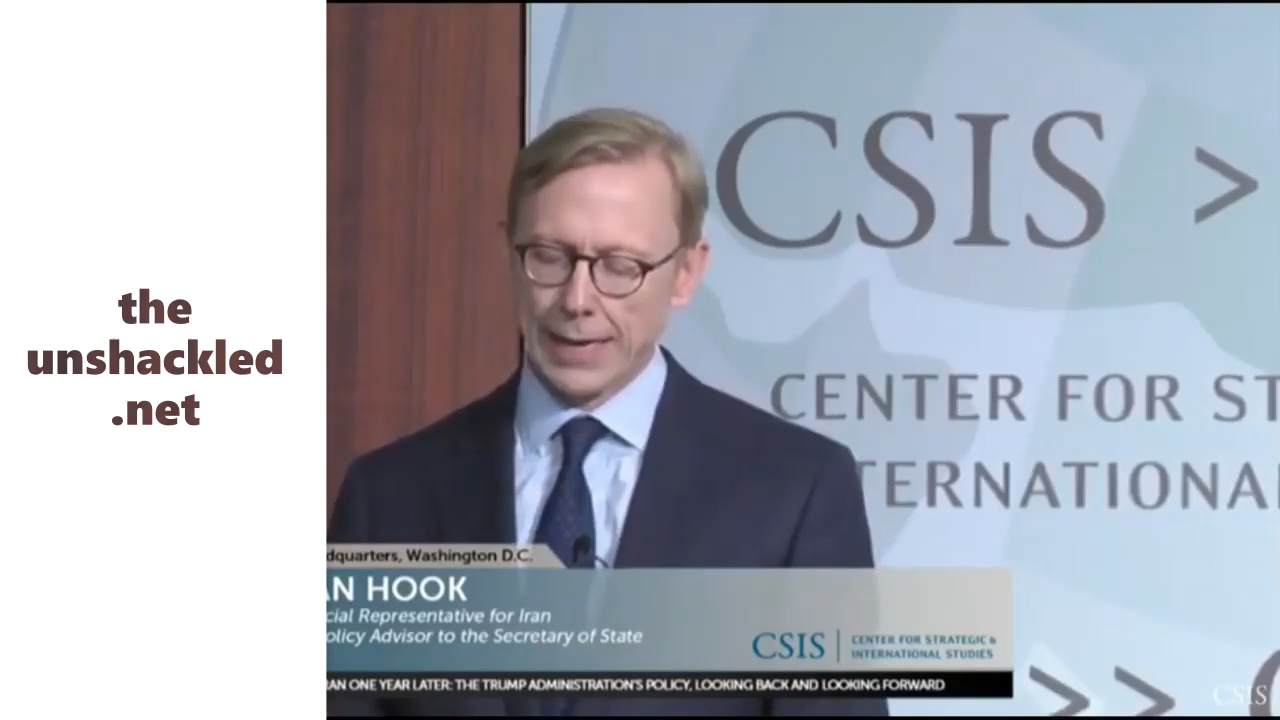 the
unshackled
.net
CSIS >
CENTER FOR ST
TERNATIONA
dquarters, Washington D.C.
AN HOOK
cial Representative for Iran
olicy Advisor to the Secretary of State
CSIS
CENTER FOR STRATEGIC &
INTERNATIONAL STUDIES
RAN ONE YEAR LATER: THE TRUMP ADMINISTRATION'S POLICY, LOOKING BACK AND LOOKING FORWARD
>>
CSIS